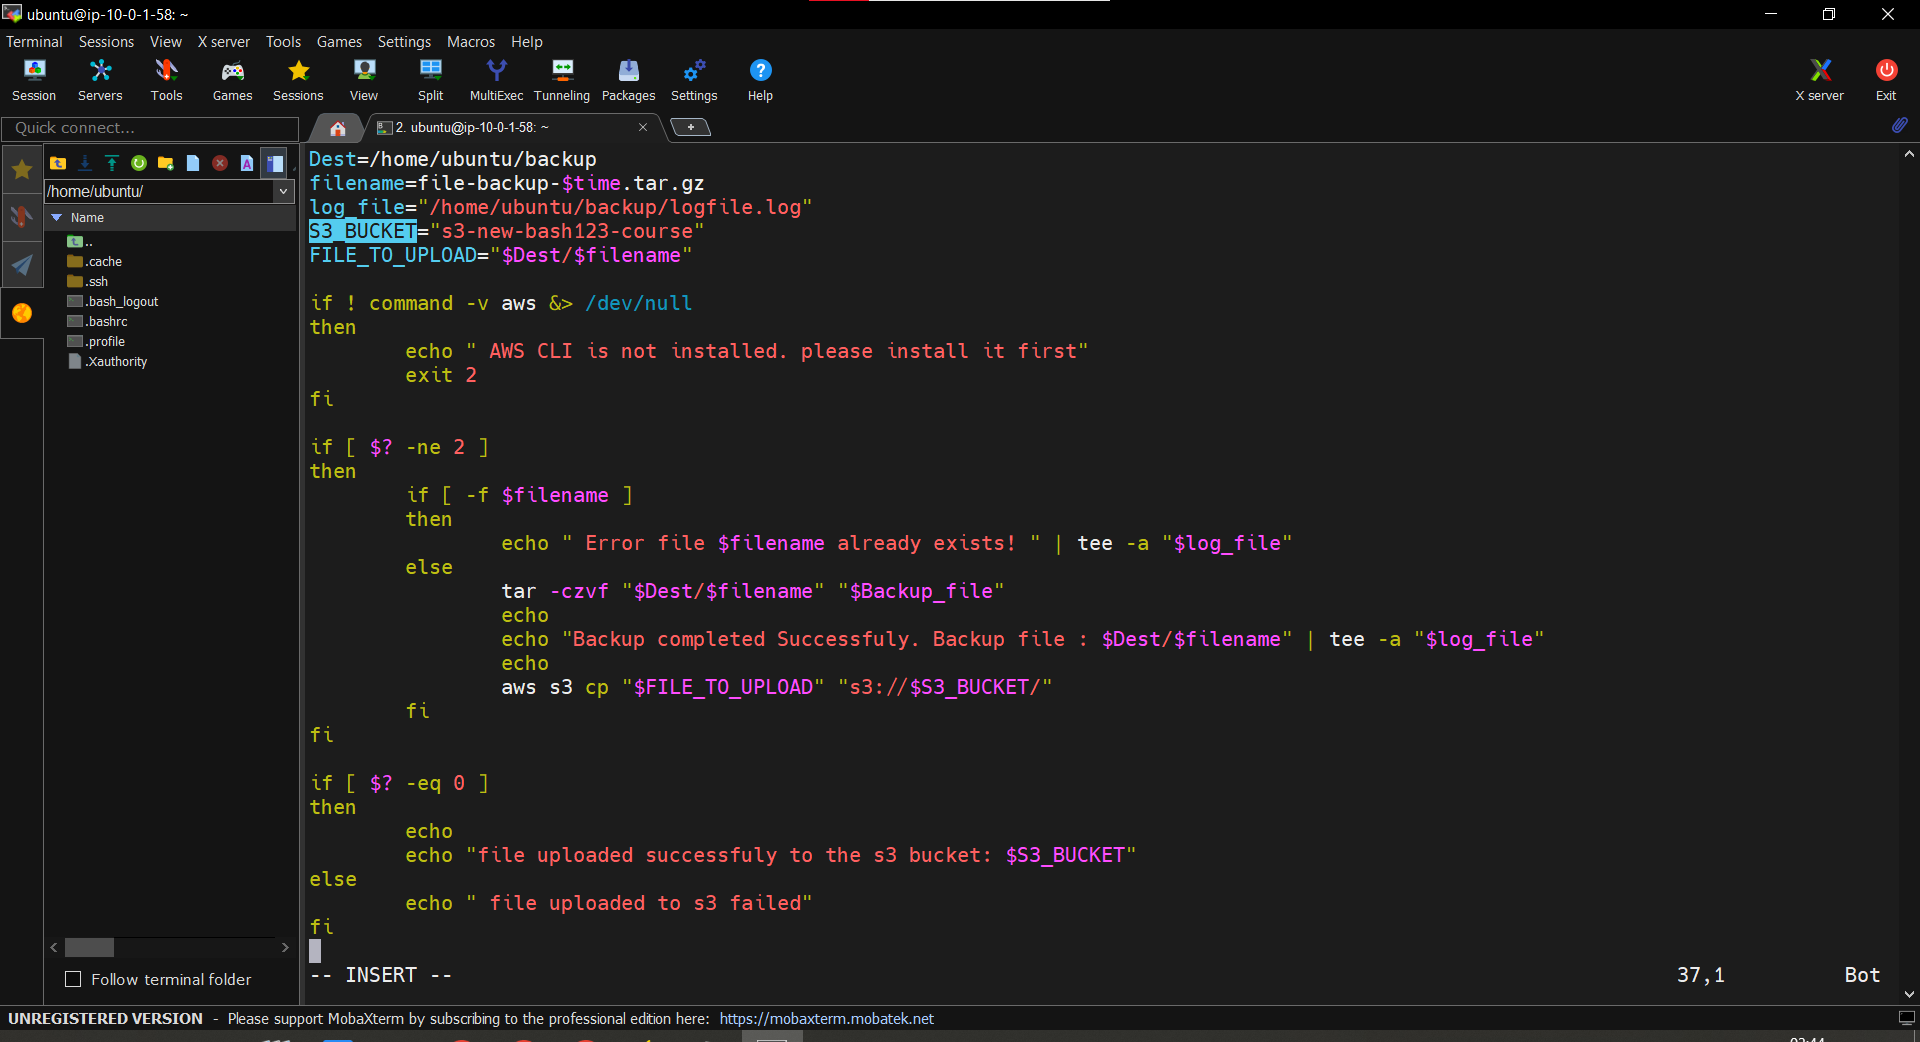 ubuntu@ip-10-0-1-58: ~
Terminal Sessions View X server Tools Games Settings Macros Help
Session Servers Tools Games Sessions View Split MultiExec Tunneling Packages Settings Help X server Exit
Quick connect...
2. ubuntu@ip-10-0-1-58: ~
/home/ubuntu/
Name
..
.cache
.ssh
.bash_logout
.bashrc
.profile
.Xauthority
Follow terminal folder
Dest=/home/ubuntu/backup
filename=file-backup-$time.tar.gz
log_file="/home/ubuntu/backup/logfile.log"
S3_BUCKET="s3-new-bash123-course"
FILE_TO_UPLOAD="$Dest/$filename"
if ! command -v aws &> /dev/null
then
echo " AWS CLI is not installed. please install it first"
exit 2
fi
if [ $? -ne 2 ]
then
if [ -f $filename ]
then
echo " Error file $filename already exists! " | tee -a "$log_file"
else
tar -czvf "$Dest/$filename" "$Backup_file"
echo
echo "Backup completed Successfuly. Backup file : $Dest/$filename" | tee -a "$log_file"
echo
aws s3 cp "$FILE_TO_UPLOAD" "s3://$S3_BUCKET/"
fi
fi
if [ $? -eq 0 ]
then
echo
echo "file uploaded successfuly to the s3 bucket: $S3_BUCKET"
else
echo " file uploaded to s3 failed"
fi
-- INSERT -- 37,1 Bot
UNREGISTERED VERSION - Please support MobaXterm by subscribing to the professional edition here: https://mobaxterm.mobatek.net